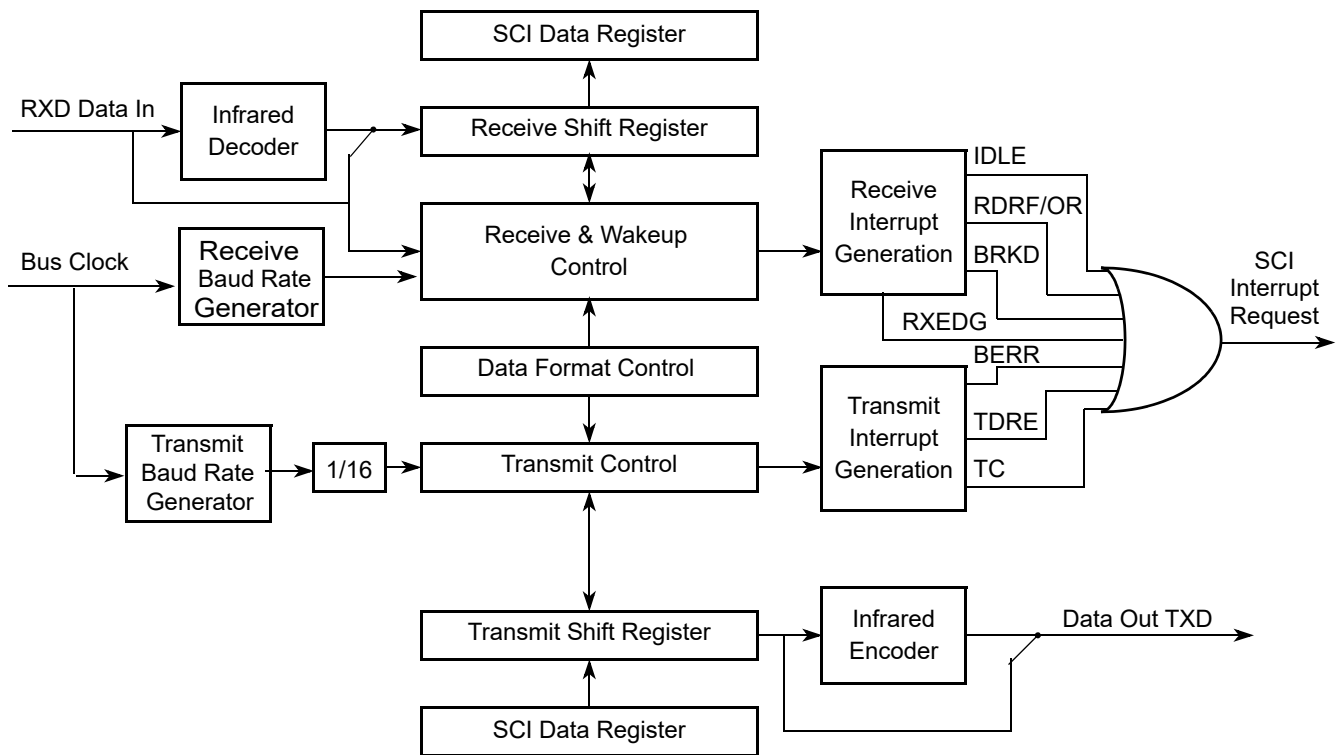 SCI Data Register
RXD Data In
Infrared
Decoder
Receive Shift Register
IDLE
Receive
Interrupt
Generation
RDRF/OR
BRKD
RXEDG
Bus Clock
Receive
Baud Rate
Generator
Receive & Wakeup
Control
SCI
Interrupt
Request
Data Format Control
BERR
Transmit
Interrupt
Generation
TDRE
TC
Transmit
Baud Rate
Generator
1/16
Transmit Control
Transmit Shift Register
Infrared
Encoder
Data Out TXD
SCI Data Register